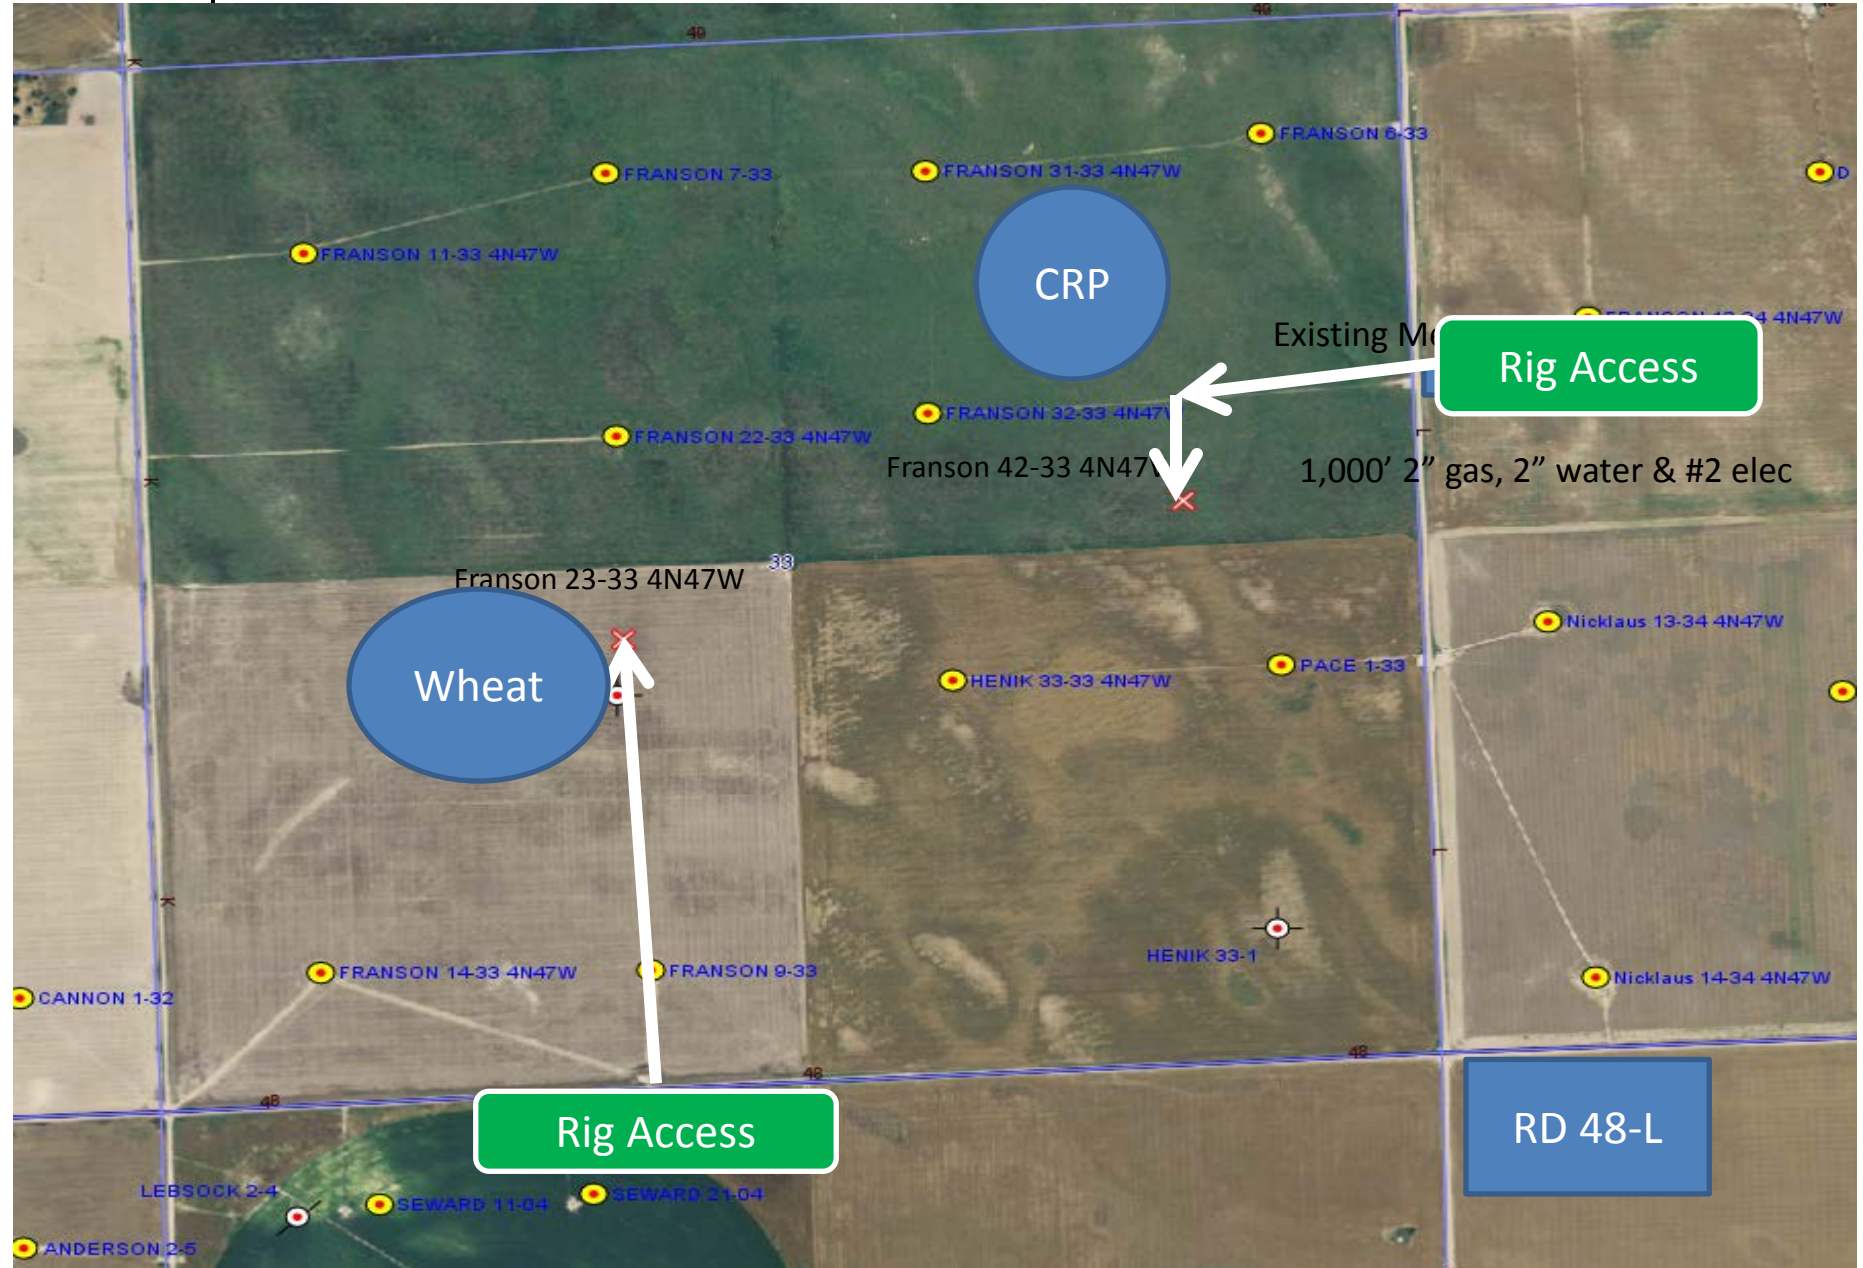 49
49
K
L
FRANSON 6-33
FRANSON 7-33
FRANSON 31-33 4N47W
D
FRANSON 11-33 4N47W
CRP
4N47W
Existing
Rig Access
FRANSON 32-33 4N47W
FRANSON 22-33 4N47W
L
Franson 42-33
1,000’ 2” gas, 2” water & #2 elec
K
33
Franson 23-33 4N47W
Nicklaus 13-34 4N47W
Wheat
HENIK 33-33 4N47W
PACE 1-33
L
K
HENIK 33-1
FRANSON 14-33 4N47W
FRANSON 9-33
Nicklaus 14-34 4N47W
CANNON 1-32
48
48
48
Rig Access
RD 48-L
LEBSOCK 2-4
SEWARD 11-04
SEWARD 21-04
ANDERSON 2-5